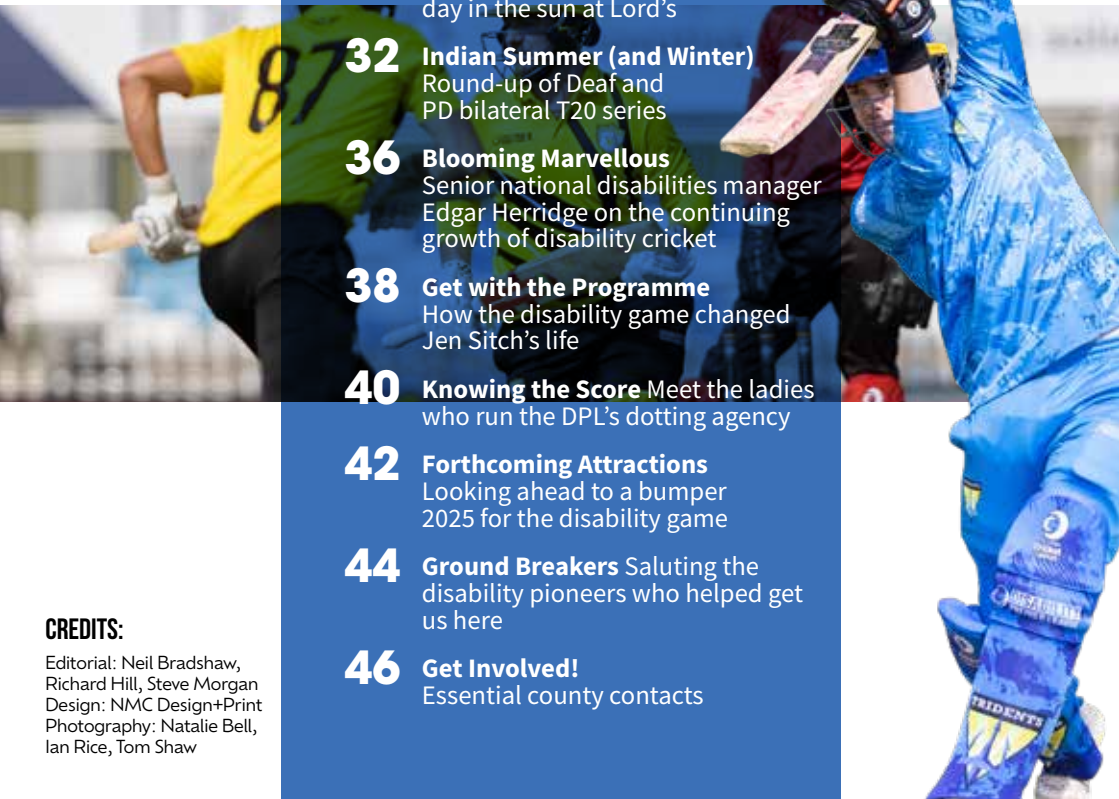 day in the sun at Lord's
32 Indian Summer (and Winter)
Round-up of Deaf and
PD bilateral T20 series
36 Blooming Marvellous
Senior national disabilities manager
Edgar Herridge on the continuing
growth of disability cricket
38 Get with the Programme
How the disability game changed
Jen Sitch's life
40 Knowing the Score Meet the ladies
who run the DPL's dotting agency
42 Forthcoming Attractions
Looking ahead to a bumper
2025 for the disability game
44 Ground Breakers Saluting the
disability pioneers who helped get
us here
46 Get Involved!
Essential county contacts
CREDITS:
Editorial: Neil Bradshaw,
Richard Hill, Steve Morgan
Design: NMC Design+Print
Photography: Natalie Bell,
Ian Rice, Tom Shaw
87
DISABILITY
TRIDENTS